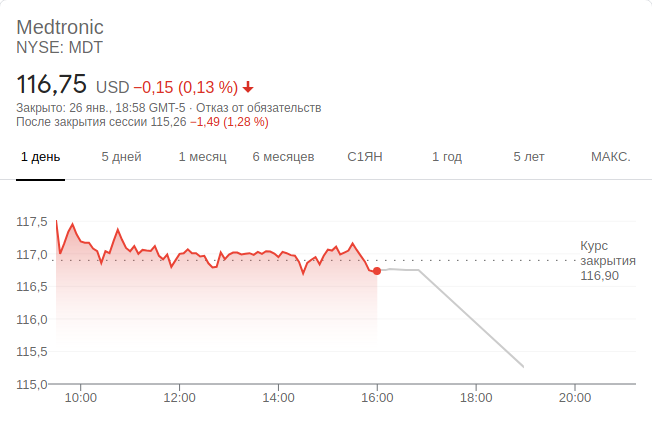 Medtronic
NYSE: MDT
116,75 USD −0,15 (0,13 %)
Закрыто: 26 янв., 18:58 GMT-5 · Отказ от обязательств
После закрытия сессии 115,26 −1,49 (1,28 %)
1 день 5 дней 1 месяц 6 месяцев С1ЯН 1 год 5 лет МАКС.
117,5
117,0
116,5
116,0
115,5
115,0
Курс
закрытия
116,90
10:00 12:00 14:00 16:00 18:00 20:00